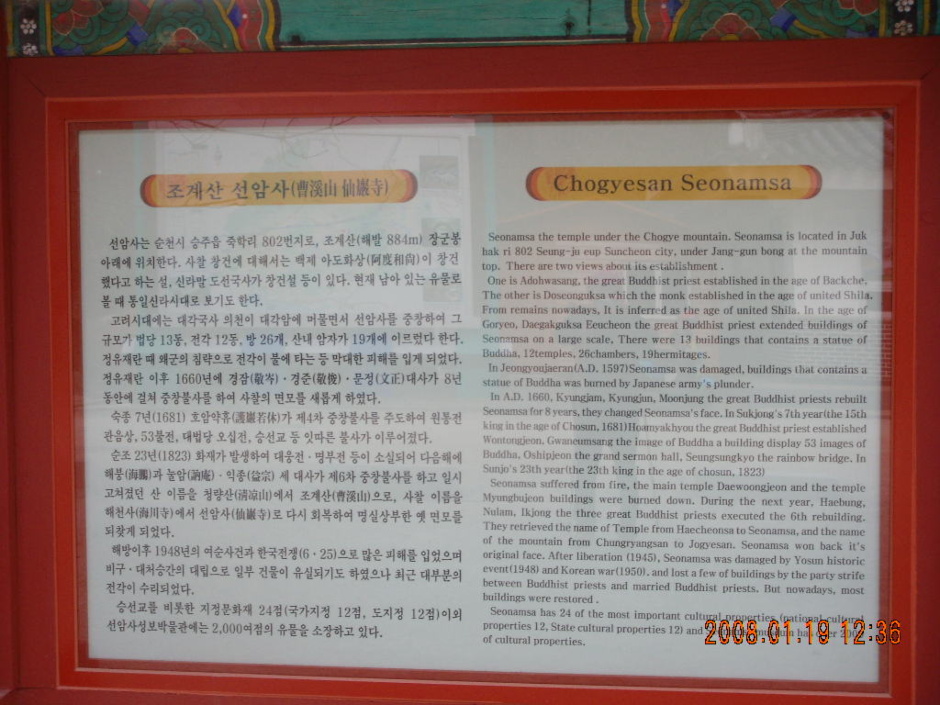 조계산 선암사(曹溪山 仙巖寺)
선암사는 순천시 승주읍 죽학리 802번지로, 조계산(해발 884m) 장군봉
아래에 위치한다. 사찰 창건에 대해서는 백제 아도화상(阿度和尙)이 창건
했다고 하는 설, 신라말 도선국사가 창건설 등이 있다. 현재 남아 있는 유물로
볼 때 통일신라시대로 보기도 한다.
고려시대에는 대각국사 의천이 대각암에 머물면서 선암사를 중창하여 그
규모가 법당 13동, 전각 12동, 방 26개, 산내 암자가 19개에 이르렀다 한다.
정유재란 때 왜군의 침략으로 전각이 불에 타는 등 막대한 피해를 입게 되었다.
정유재란 이후 1660년에 경잠(敬岑)·경준(敬俊)·문정(文正)대사가 8년
동안에 걸쳐 중창불사를 하여 사찰의 면모를 새롭게 하였다.
숙종 7년(1681) 호암약휴(護巖若休)가 제4차 중창불사를 주도하여 원통전
관음상, 53불전, 대법당 오십전, 승선교 등 잇따른 불사가 이루어졌다.
순조 23년(1823) 화재가 발생하여 대웅전·명부전 등이 소실되어 다음해에
해붕(海鵬)과 눌암(訥庵)·익종(益宗) 세 대사가 제6차 중창불사를 하고 일시
고쳐졌던 산 이름을 청량산(清凉山)에서 조계산(曹溪山)으로, 사찰 이름을
해천사(海川寺)에서 선암사(仙巖寺)로 다시 회복하여 명실상부한 옛 면모를
되찾게 되었다.
해방이후 1948년의 여순사건과 한국전쟁(6·25)으로 많은 피해를 입었으며
비구·대처승간의 대립으로 일부 건물이 유실되기도 하였으나 최근 대부분의
전각이 수리되었다.
승선교를 비롯한 지정문화재 24점(국가지정 12점, 도지정 12점)이외
선암사성보박물관에는 2,000여점의 유물을 소장하고 있다.
Chogyesan Seonamsa
Seonamsa the temple under the Chogye mountain. Seonamsa is located in Juk
hak ri 802 Seung-ju eup Suncheon city, under Jang-gun bong at the mountain
top. There are two views about its establishment .
One is Adohwasang, the great Buddhist priest established in the age of Backche.
The other is Doseonguksa which the monk established in the age of united Shila.
From remains nowadays, It is inferred as the age of united Shila. In the age of
Goryeo, Daegakguksa Eeucheon the great Buddhist priest extended buildings of
Seonamsa on a large scale, There were 13 buildings that contains a statue of
Buddha, 12temples, 26chambers, 19hermitages.
In Jeongyoujaeran(A.D. 1597)Seonamsa was damaged, buildings that contains a
statue of Buddha was burned by Japanese army's plunder.
In A.D. 1660, Kyungjam, Kyungjun, Moonjung the great Buddhist priests rebuilt
Seonamsa for 8 years, they changed Seonamsa's face. In Sukjong's 7th year(the 15th
king in the age of Chosun, 1681)Hoamyakhyou the great Buddhist priest established
Wontongjeon, Gwaneumsang the image of Buddha a building display 53 images of
Buddha, Oshipjeon the grand sermon hall, Seungsungkyo the rainbow bridge. In
Sunjo's 23th year(the 23th king in the age of chosun, 1823)
Seonamsa suffered from fire, the main temple Daewoongjeon and the temple
Myungbujeon buildings were burned down. During the next year, Haebung,
Nulam, Ikjong the three great Buddhist priests executed the 6th rebuilding.
They retrieved the name of Temple from Haecheonsa to Seonamsa, and the name
of the mountain from Chungryangsan to Jogyesan. Seonamsa won back it's
original face. After liberation (1945), Seonamsa was damaged by Yosun historic
event(1948) and Korean war(1950), and lost a few of buildings by the party strife
between Buddhist priests and married Buddhist priests. But nowadays, most
buildings were restored .
Seonamsa has 24 of the most important cultural properties (national cultural
properties 12, State cultural properties 12) and
of cultural properties.
2008.01.19 12:36